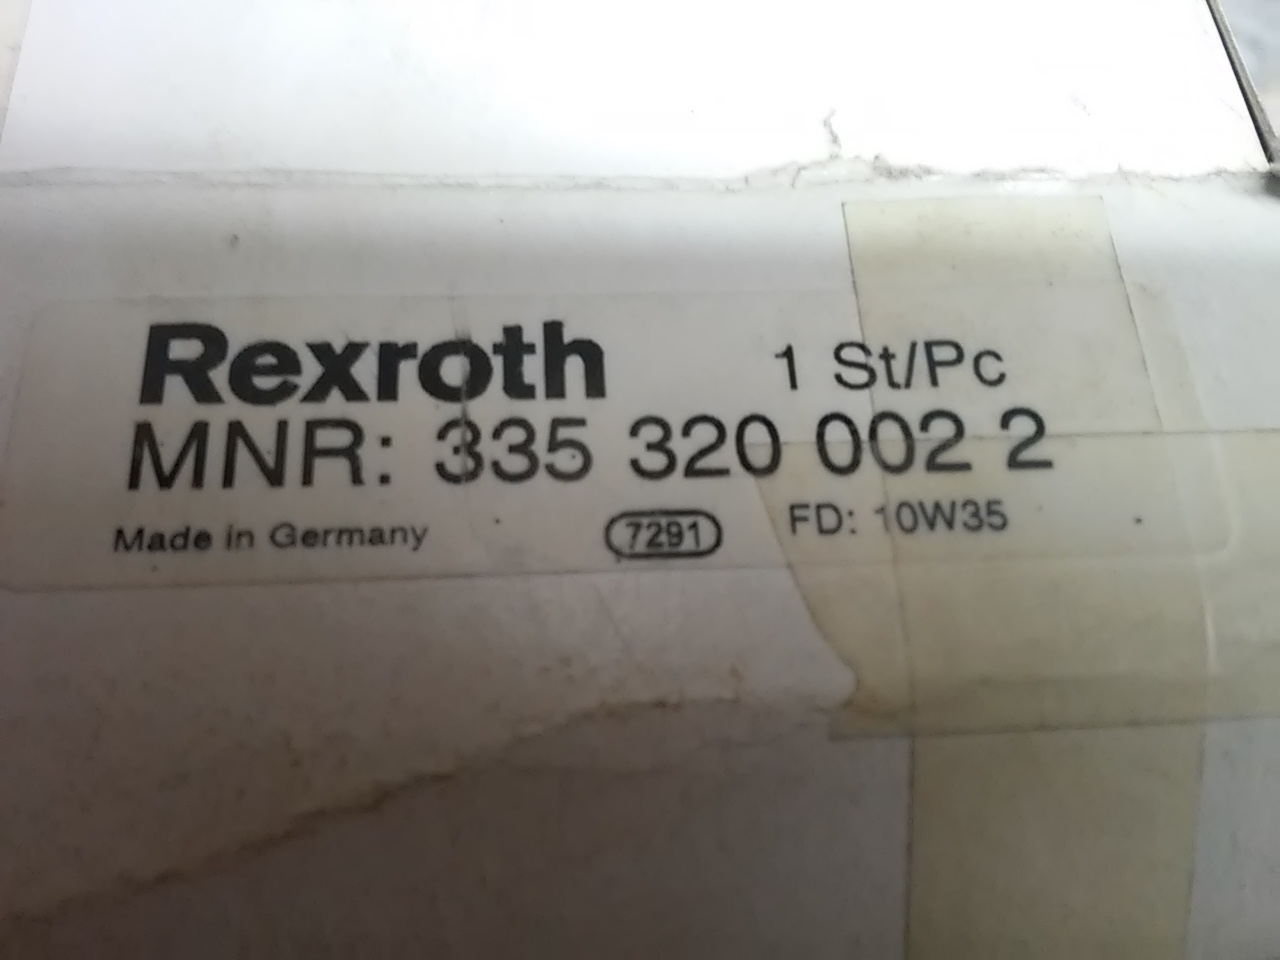 Rexroth 1 St/Pc
MNR: 335 320 002 2
Made in Germany 7291 FD: 10W35